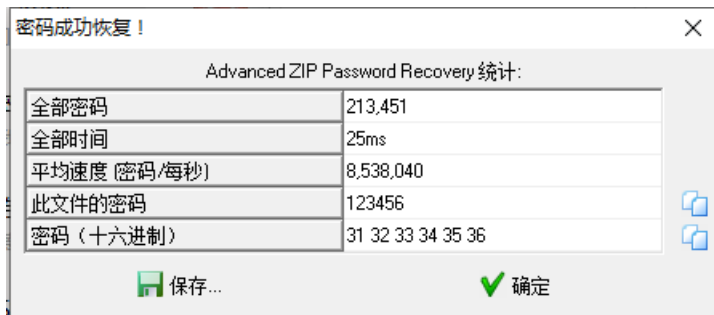 密码成功恢复！
Advanced ZIP Password Recovery 统计:
全部密码 213,451
全部时间 25ms
平均速度 (密码/每秒) 8,538,040
此文件的密码 123456
密码（十六进制） 31 32 33 34 35 36
保存... 确定